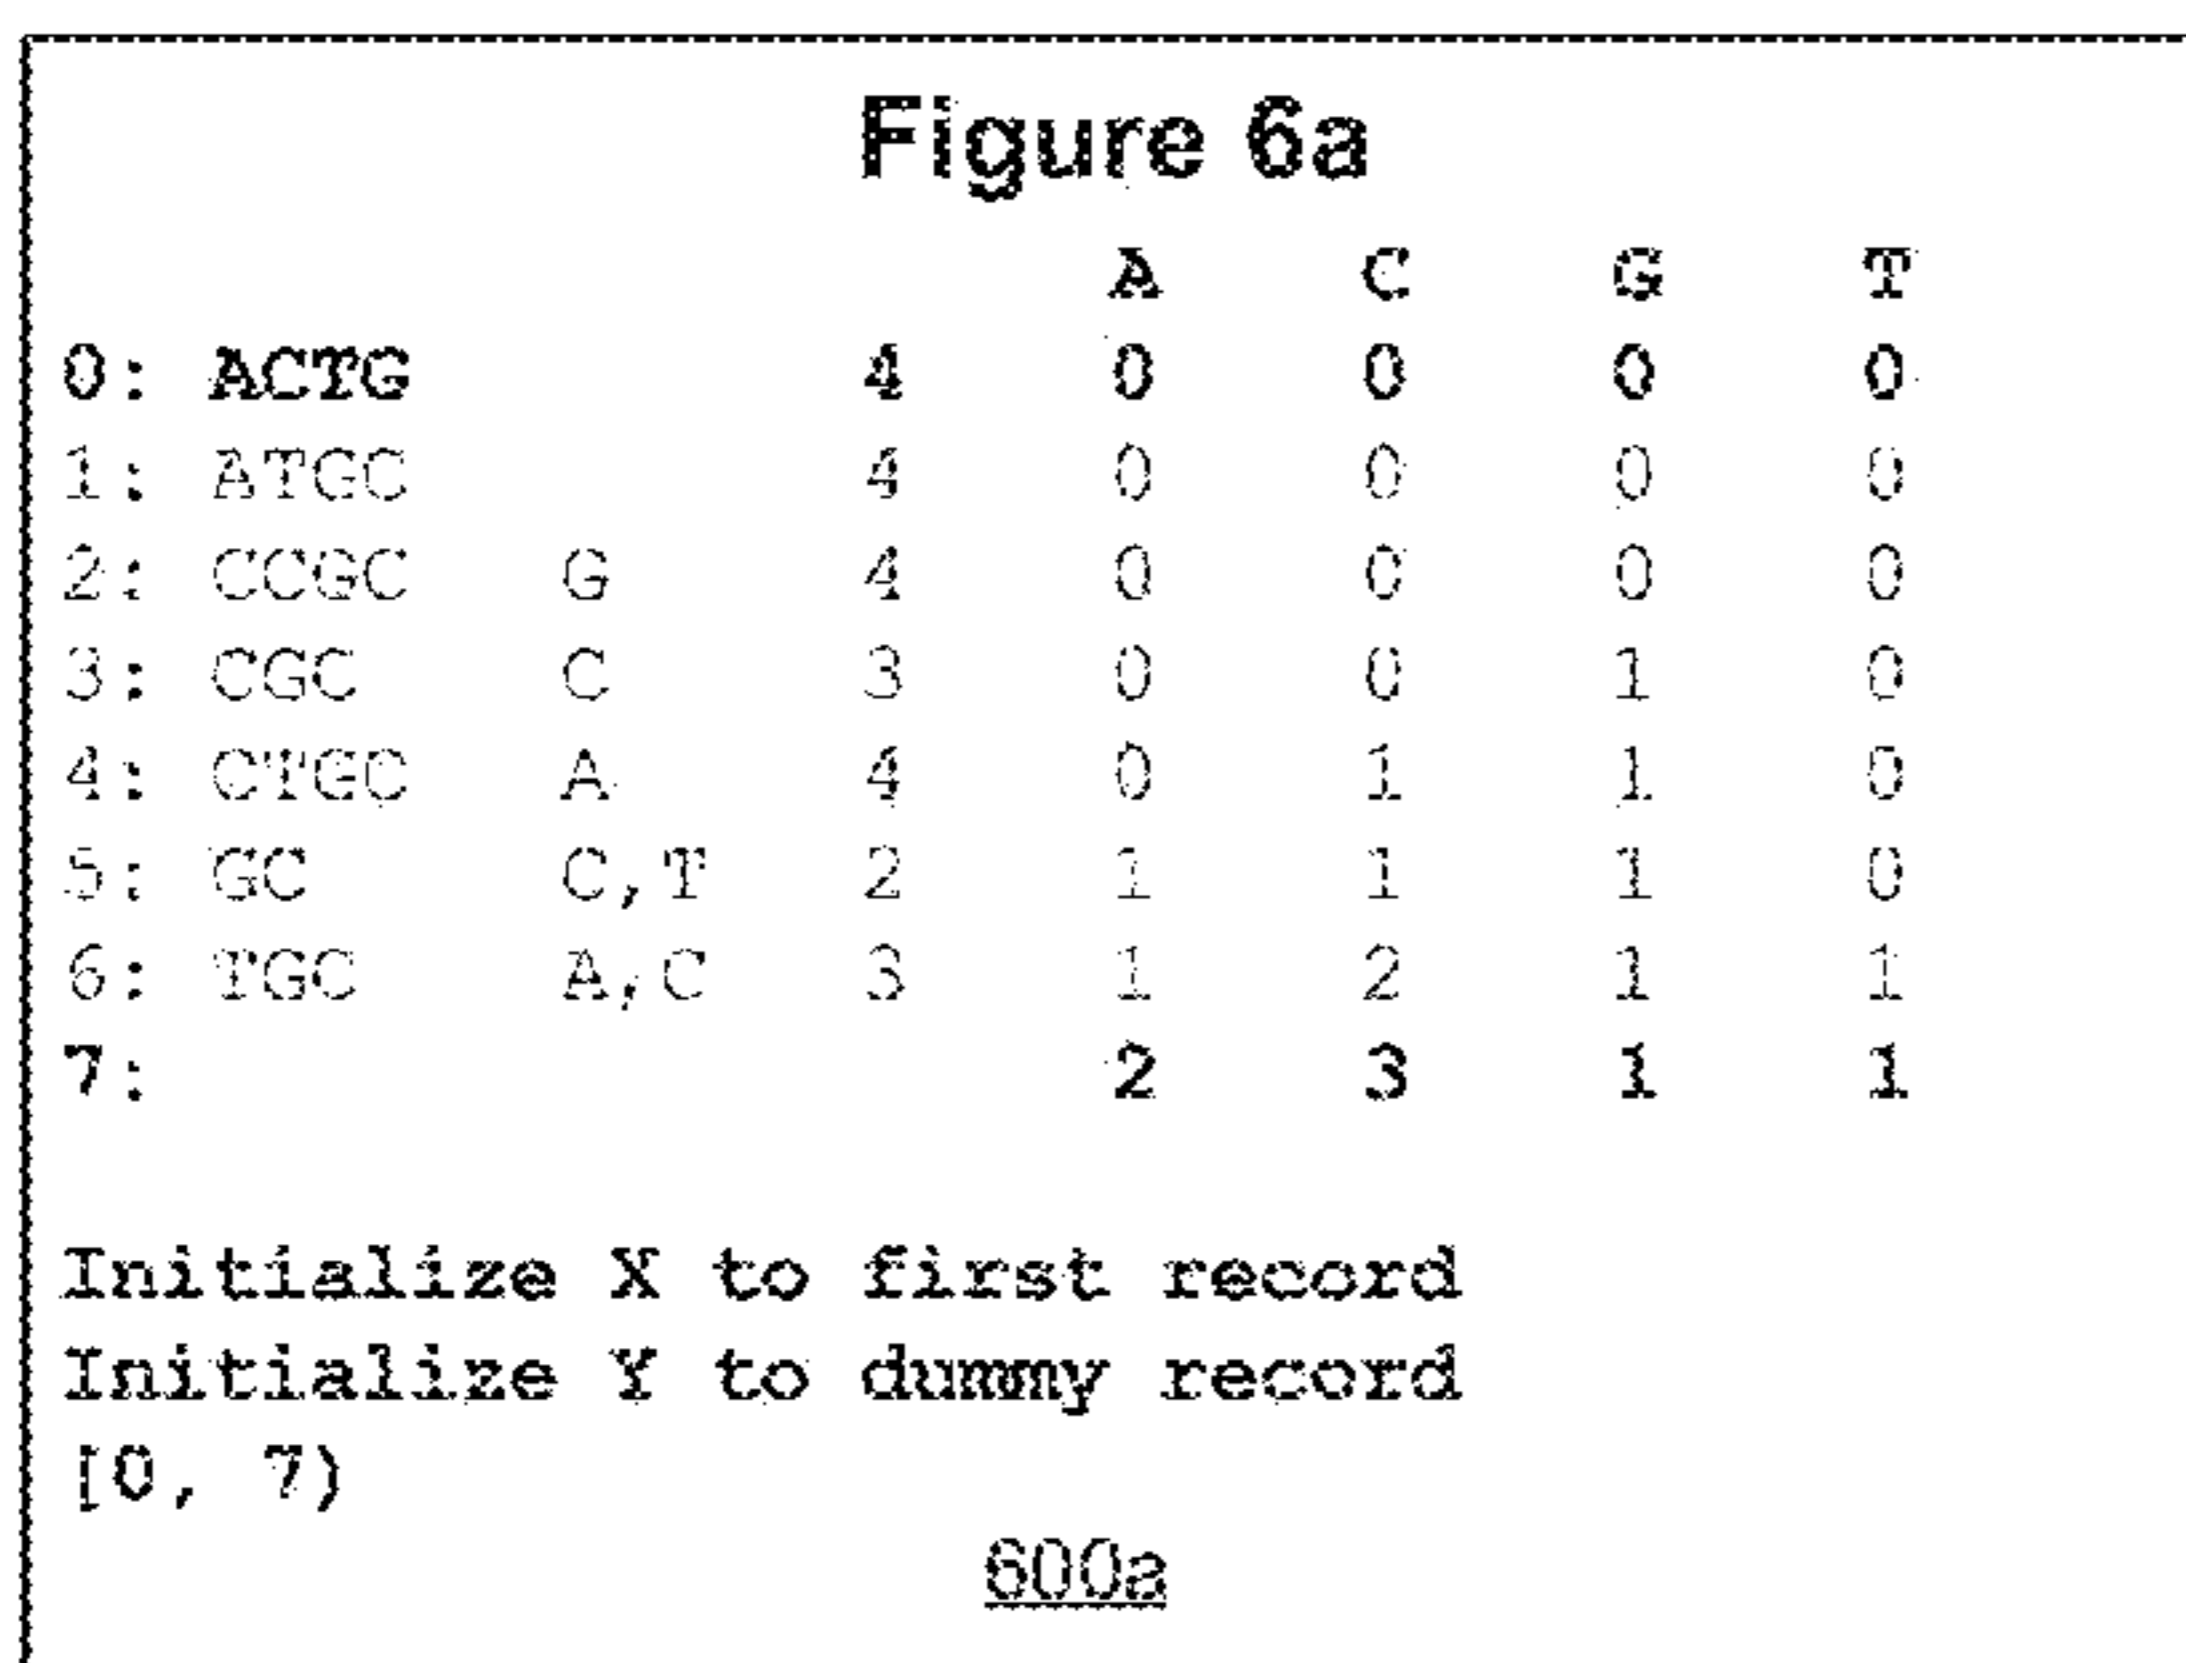 Figure 6a
A C G T
0: ACTG 4 0 0 0 0
1: ATGC 4 0 0 0 0
2: CCGC G 4 0 0 0 0
3: CGC C 3 0 0 1 0
4: CTGC A 4 0 1 1 0
5: GC C,T 2 1 1 1 0
6: TGC A,C 3 1 2 1 1
7: 2 3 1 1
Initialize X to first record
Initialize Y to dummy record
[0, 7)
600a